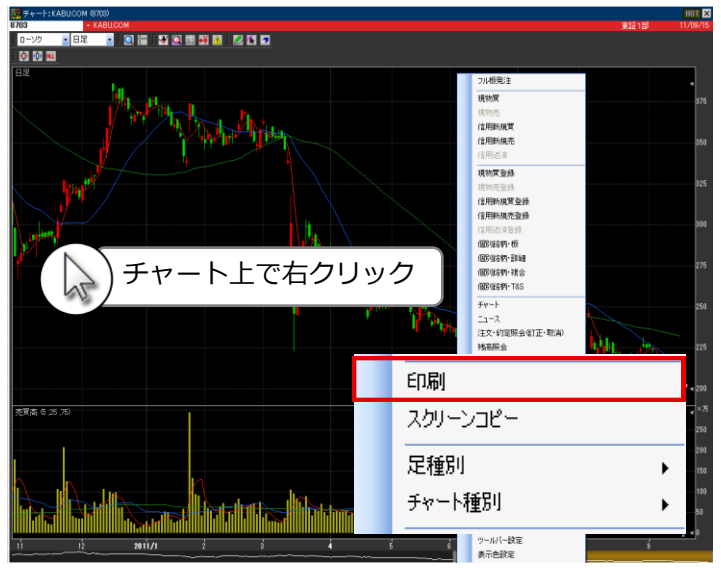 チャート:KABU.COM (8703)
HOT
8703
・KABU.COM
東証1部
11/09/16
ローソク
日足
日足
チャート上で右クリック
フル板発注
現物買
現物売
信用新規買
信用新規売
信用返済
現物買登録
現物売登録
信用新規買登録
信用新規売登録
信用返済登録
個別銘柄・板
個別銘柄・詳細
個別銘柄・複合
個別銘柄・T&S
チャート
ニュース
注文・約定照会(訂正・取消)
残高照会
印刷
スクリーンコピー
足種別
チャート種別
ツールバー設定
表示色設定
375
350
325
300
275
250
225
200
売買高 (5 ,25 ,75)
250
200
150
100
50
0
11
12
2011/1
2
3
4
5
6
9